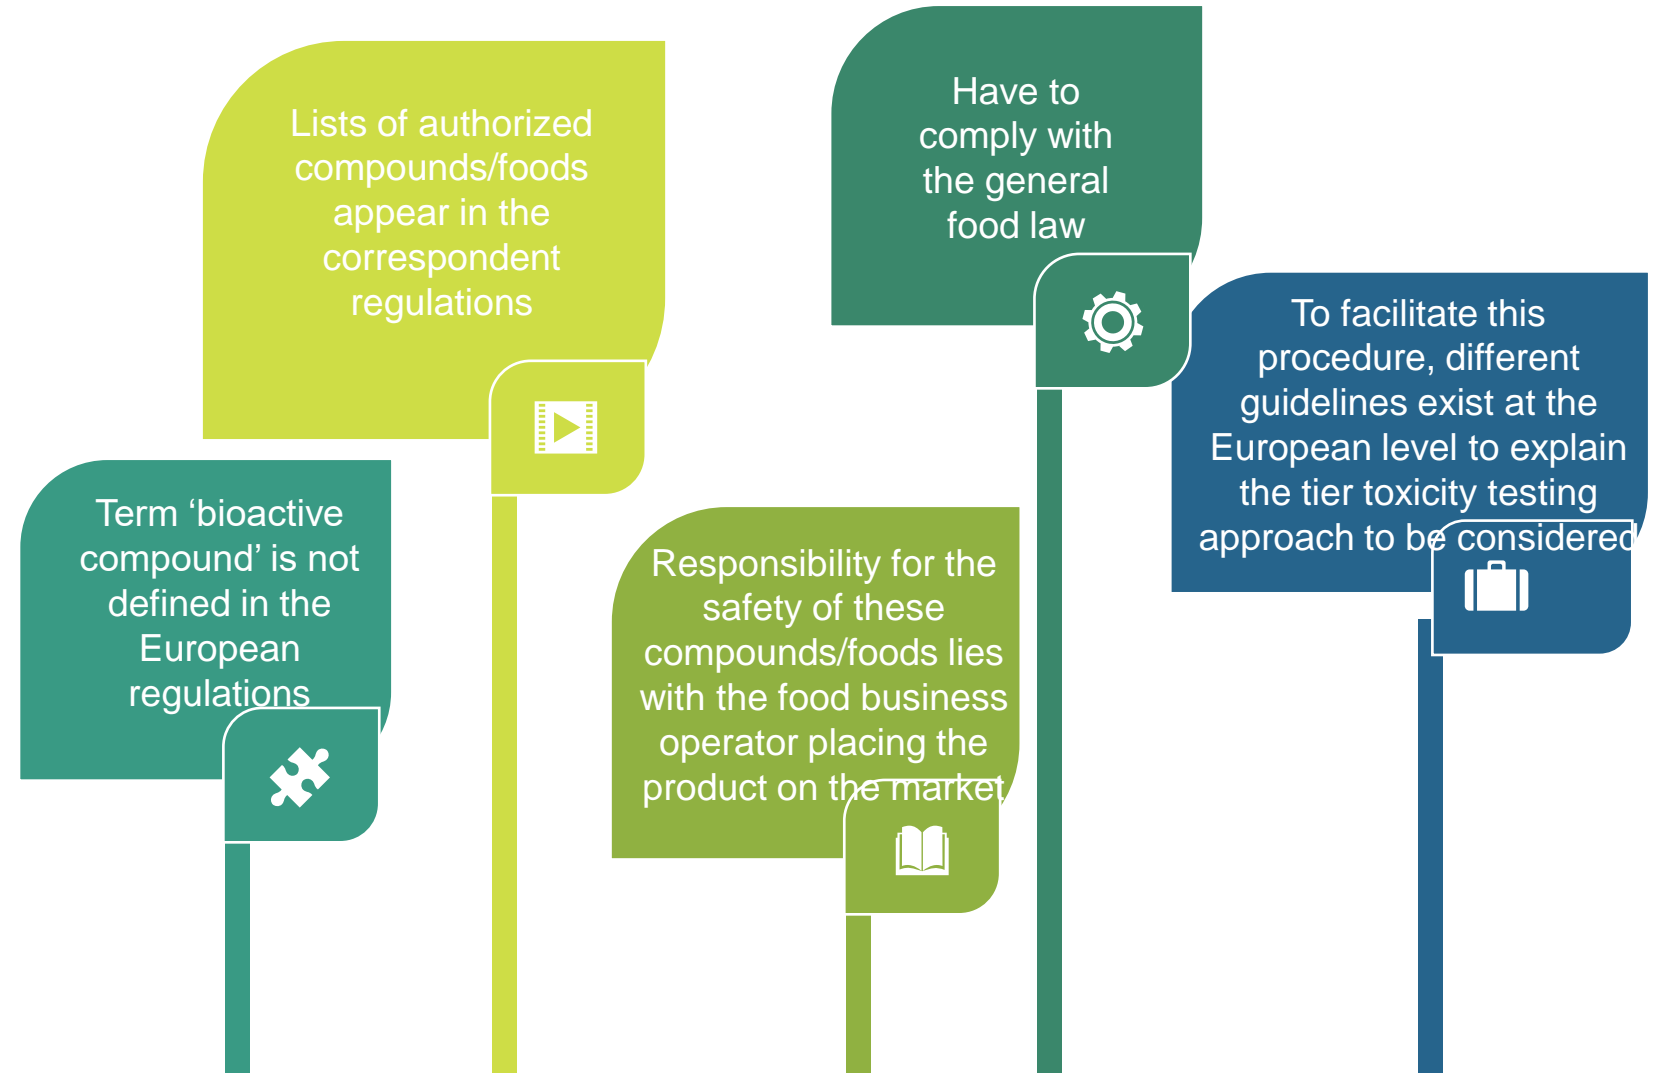 Term ‘bioactive
compound’ is not
defined in the
European
regulations
Lists of authorized
compounds/foods
appear in the
correspondent
regulations
Responsibility for the
safety of these
compounds/foods lies
with the food business
operator placing the
product on the market
Have to
comply with
the general
food law
To facilitate this
procedure, different
guidelines exist at the
European level to explain
the tier toxicity testing
approach to be considered